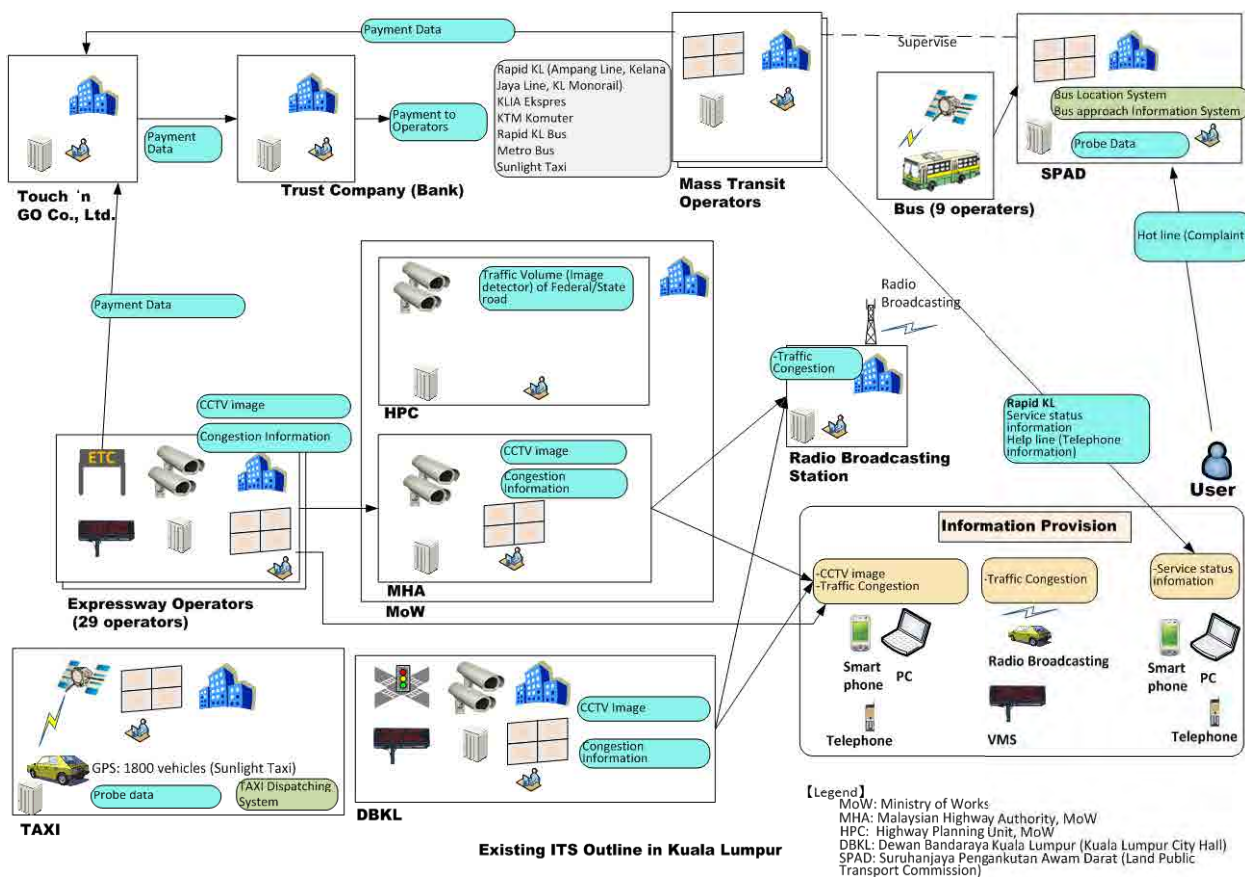 Payment Data
Supervise
Rapid KL (Ampang Line, Kelana
Jaya Line, KL Monorail)
KLIA Ekspres
KTM Komuter
Rapid KL Bus
Metro Bus
Sunlight Taxi
Payment
Data
Payment to
Operators
Bus Location System
Bus approach Information System
Probe Data
Touch 'n
GO Co., Ltd.
Trust Company (Bank)
Mass Transit
Operators
Bus (9 operaters)
SPAD
Hot line (Complaint
Payment Data
Traffic Volume (Image
detector) of Federal/State
road
HPC
Radio
Broadcasting
-Traffic
Congestion
Radio Broadcasting
Station
CCTV image
Congestion Information
ETC
Expressway Operators
(29 operators)
CCTV image
Congestion
Information
MHA
MoW
Rapid KL
Service status
information
Help line (Telephone
information)
User
Information Provision
-CCTV image
-Traffic Congestion
-Traffic Congestion
-Service status
infomation
Smart
phone
PC
Telephone
Radio Broadcasting
VMS
Smart
phone
PC
Telephone
GPS: 1800 vehicles (Sunlight Taxi)
Probe data
TAXI Dispatching
System
TAXI
CCTV Image
Congestion
Information
DBKL
Existing ITS Outline in Kuala Lumpur
【Legend】
MoW: Ministry of Works
MHA: Malaysian Highway Authority, MoW
HPC: Highway Planning Unit, MoW
DBKL: Dewan Bandaraya Kuala Lumpur (Kuala Lumpur City Hall)
SPAD: Suruhanjaya Pengankutan Awam Darat (Land Public
Transport Commission)